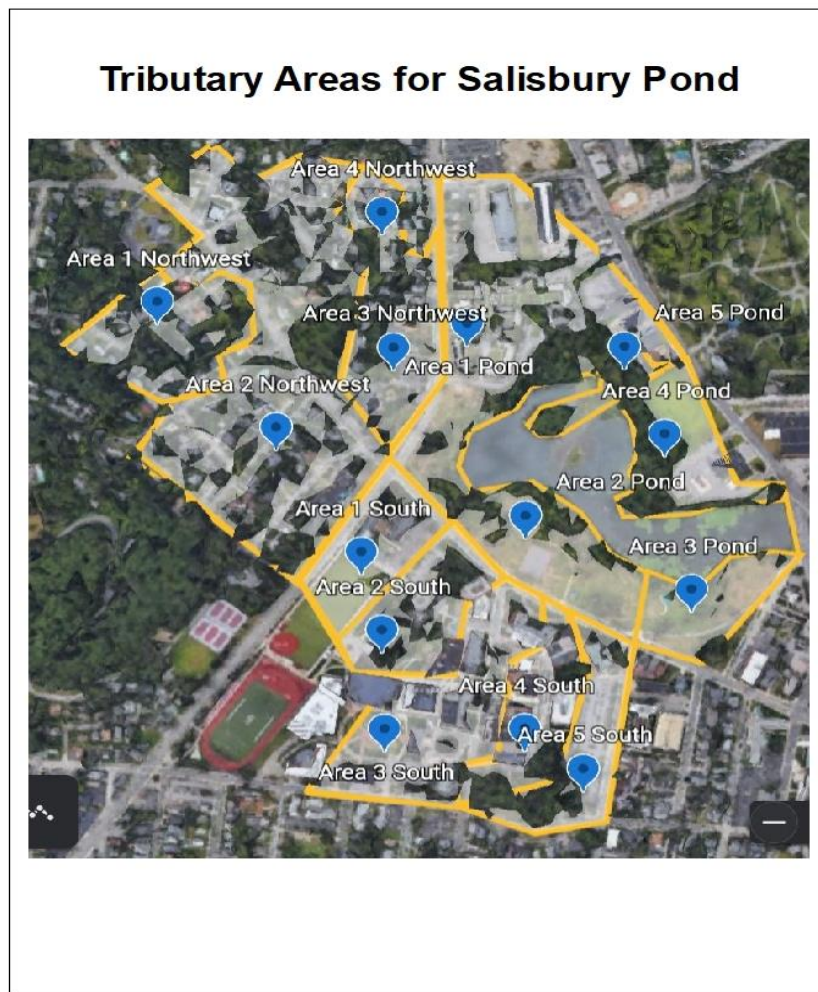 Tributary Areas for Salisbury Pond
Area 4 Northwest
Area 1 Northwest
Area 3 Northwest
Area 5 Pond
Area 1 Pond
Area 2 Northwest
Area 4 Pond
Area 2 Pond
Area 1 South
Area 3 Pond
Area 2 South
Area 4 South
Area 5 South
Area 3 South